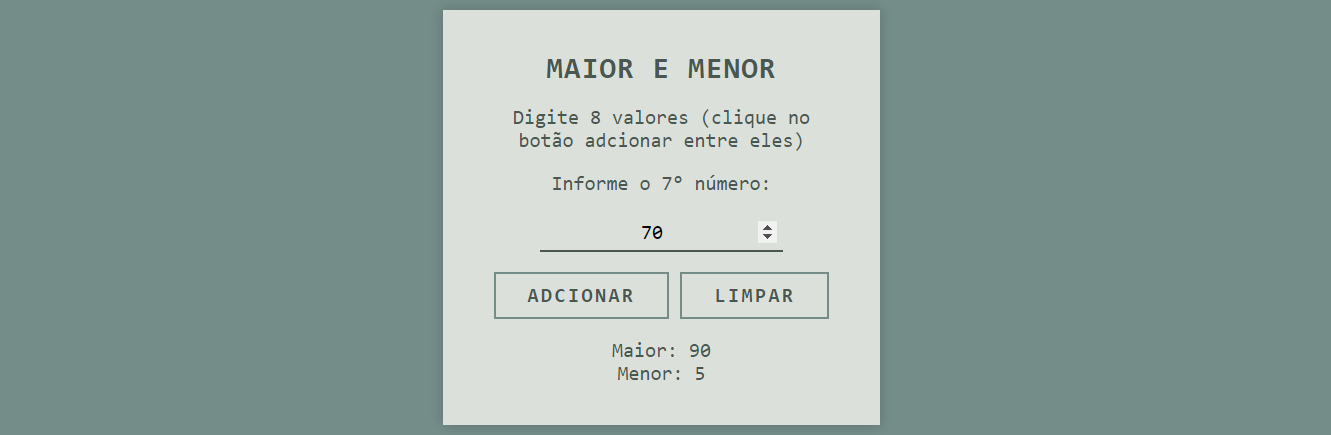 MAIOR E MENOR
Digite 8 valores (clique no
botão adcionar entre eles)
Informe o 7° número:
70
ADCIONAR LIMPAR
Maior: 90
Menor: 5